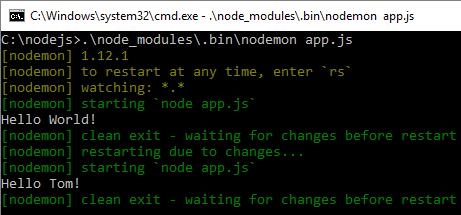 C:\Windows\system32\cmd.exe - .\node_modules\.bin\nodemon app.js
C:\nodejs>.\node_modules\.bin\nodemon app.js
[nodemon] 1.12.1
[nodemon] to restart at any time, enter `rs`
[nodemon] watching: *.*
[nodemon] starting `node app.js`
Hello World!
[nodemon] clean exit - waiting for changes before restart
[nodemon] restarting due to changes...
[nodemon] starting `node app.js`
Hello Tom!
[nodemon] clean exit - waiting for changes before restart